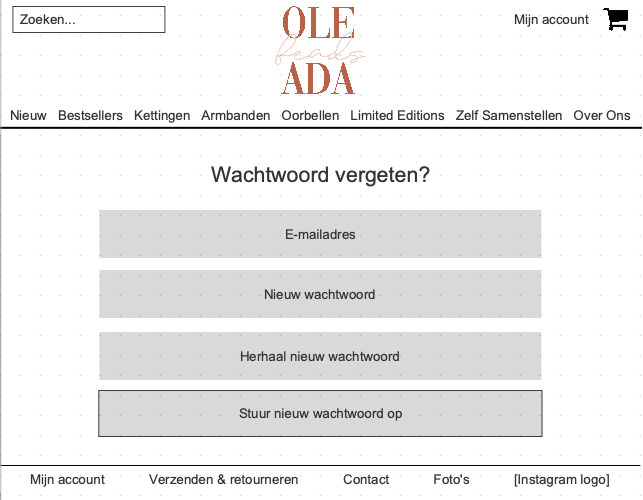 Zoeken...
OLE
beads
ADA
Mijn account
Nieuw Bestsellers Kettingen Armbanden Oorbellen Limited Editions Zelf Samenstellen Over Ons
Wachtwoord vergeten?
E-mailadres
Nieuw wachtwoord
Herhaal nieuw wachtwoord
Stuur nieuw wachtwoord op
Mijn account Verzenden & retourneren Contact Foto's [Instagram logo]